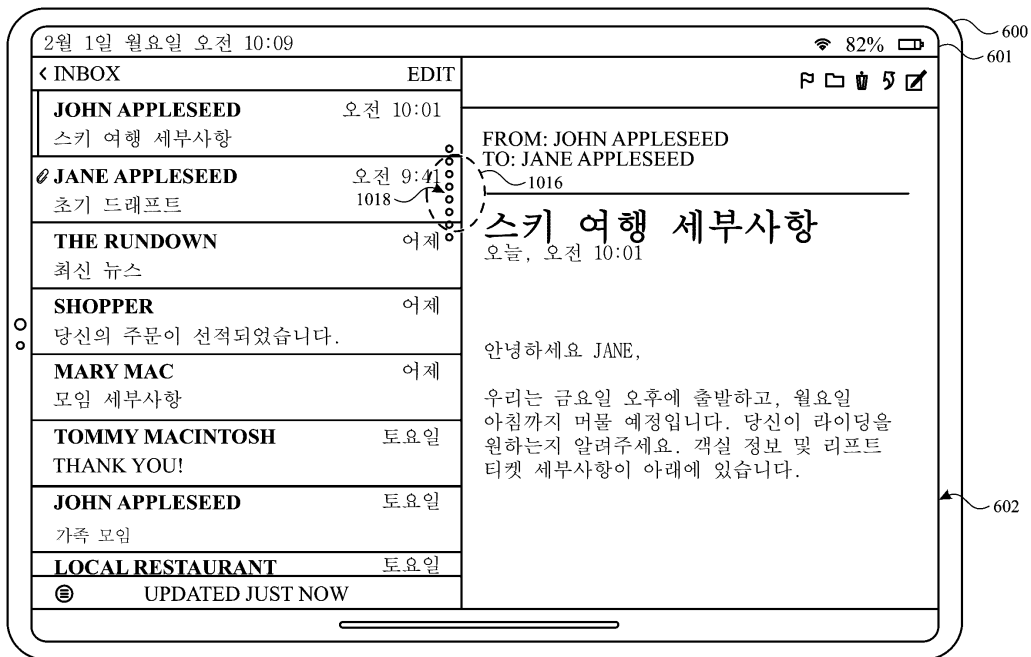 2월 1일 월요일 오전 10:09
82%
600
601
< INBOX
EDIT
JOHN APPLESEED 오전 10:01
스키 여행 세부사항
JANE APPLESEED 오전 9:41
초기 드래프트
1018
THE RUNDOWN 어제
최신 뉴스
SHOPPER 어제
당신의 주문이 선적되었습니다.
MARY MAC 어제
모임 세부사항
TOMMY MACINTOSH 토요일
THANK YOU!
JOHN APPLESEED 토요일
가족 모임
LOCAL RESTAURANT 토요일
UPDATED JUST NOW
FROM: JOHN APPLESEED
TO: JANE APPLESEED
1016
스키 여행 세부사항
오늘, 오전 10:01
안녕하세요 JANE,
우리는 금요일 오후에 출발하고, 월요일
아침까지 머물 예정입니다. 당신이 라이딩을
원하는지 알려주세요. 객실 정보 및 리프트
티켓 세부사항이 아래에 있습니다.
602